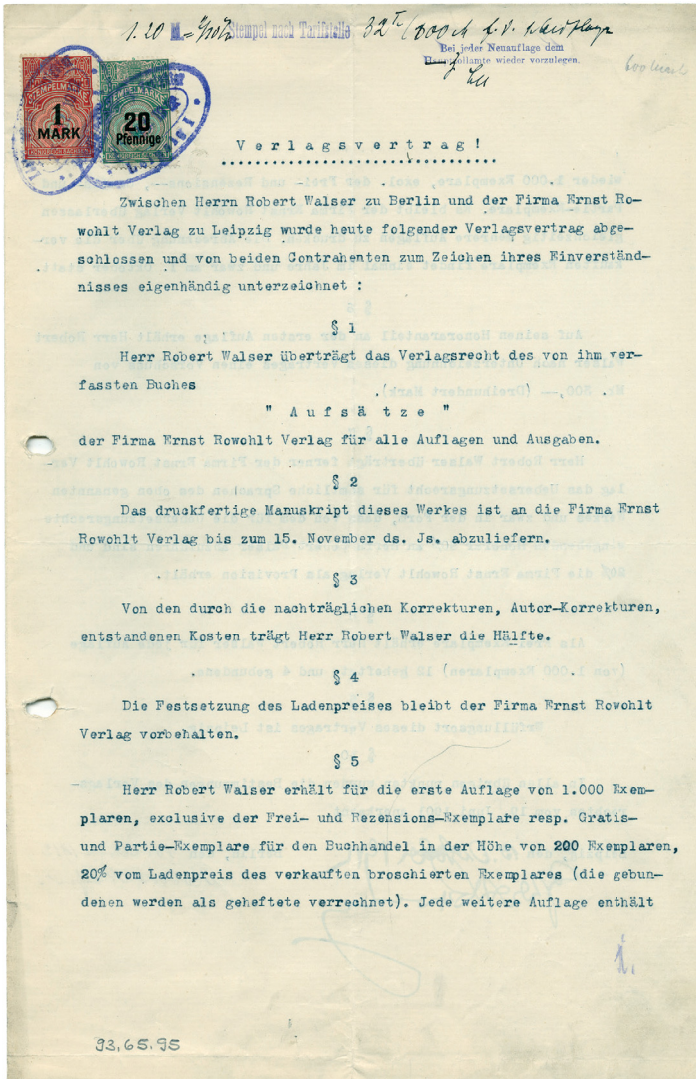 1.20 M. Stempel nach Tarifstelle 32
Bei jeder Neuauflage dem
Hauptzollamte wieder vorzulegen.
STEMPELMARKE
1
MARK
STEMPELMARKE
20
Pfennige
Verlagsvertrag!
Zwischen Herrn Robert Walser zu Berlin und der Firma Ernst Ro-
wohlt Verlag zu Leipzig wurde heute folgender Verlagsvertrag abge-
schlossen und von beiden Contrahenten zum Zeichen ihres Einverständ-
nisses eigenhändig unterzeichnet :
§ 1
Herr Robert Walser überträgt das Verlagsrecht des von ihm ver-
fassten Buches
" Aufsätze "
der Firma Ernst Rowohlt Verlag für alle Auflagen und Ausgaben.
§ 2
Das druckfertige Manuskript dieses Werkes ist an die Firma Ernst
Rowohlt Verlag bis zum 15. November ds. Js. abzuliefern.
§ 3
Von den durch die nachträglichen Korrekturen, Autor-Korrekturen,
entstandenen Kosten trägt Herr Robert Walser die Hälfte.
§ 4
Die Festsetzung des Ladenpreises bleibt der Firma Ernst Rowohlt
Verlag vorbehalten.
§ 5
Herr Robert Walser erhält für die erste Auflage von 1.000 Exem-
plaren, exclusive der Frei- und Rezensions-Exemplare resp. Gratis-
und Partie-Exemplare für den Buchhandel in der Höhe von 200 Exemplaren,
20% vom Ladenpreis des verkauften broschierten Exemplares (die gebun-
denen werden als geheftete verrechnet). Jede weitere Auflage enthält
1.
93.65.95